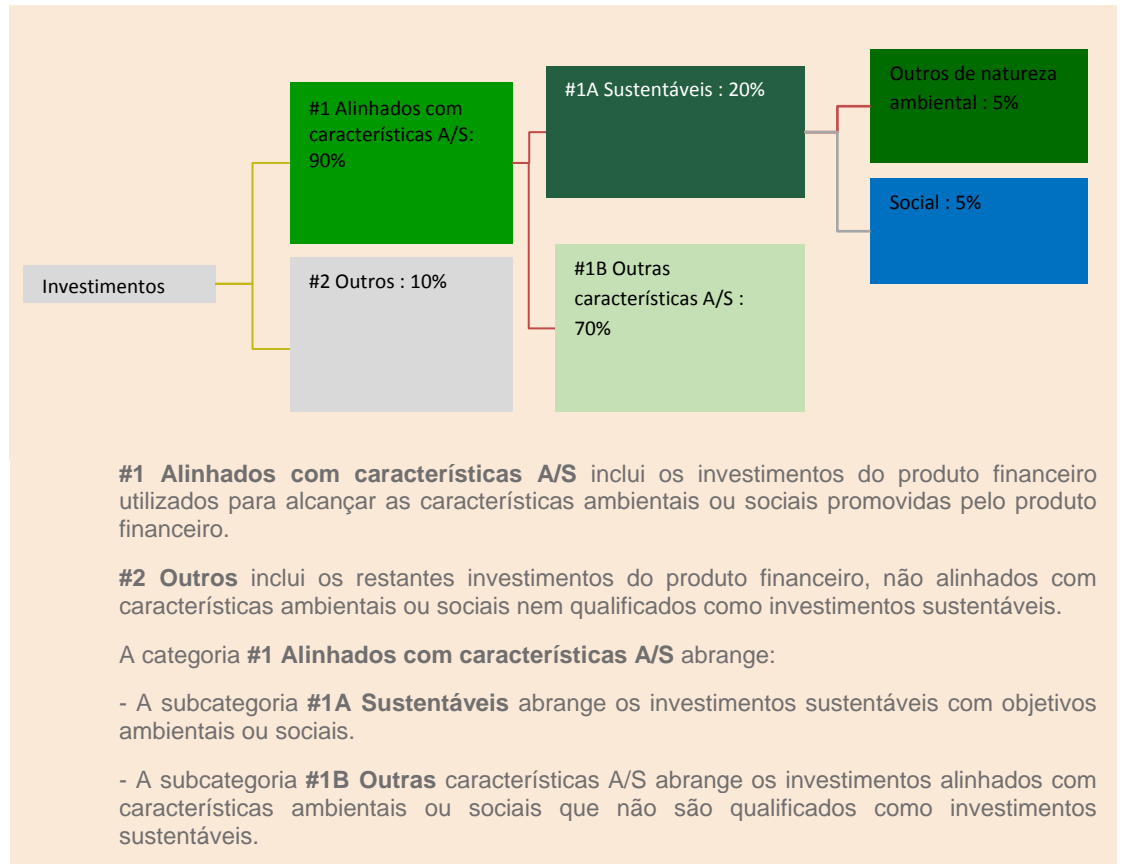 Investimentos
#1 Alinhados com
características A/S:
90%
#2 Outros : 10%
#1A Sustentáveis : 20%
#1B Outras
características A/S :
70%
Outros de natureza
ambiental : 5%
Social : 5%
#1 Alinhados com características A/S inclui os investimentos do produto financeiro
utilizados para alcançar as características ambientais ou sociais promovidas pelo produto
financeiro.
#2 Outros inclui os restantes investimentos do produto financeiro, não alinhados com
características ambientais ou sociais nem qualificados como investimentos sustentáveis.
A categoria #1 Alinhados com características A/S abrange:
- A subcategoria #1A Sustentáveis abrange os investimentos sustentáveis com objetivos
ambientais ou sociais.
- A subcategoria #1B Outras características A/S abrange os investimentos alinhados com
características ambientais ou sociais que não são qualificados como investimentos
sustentáveis.